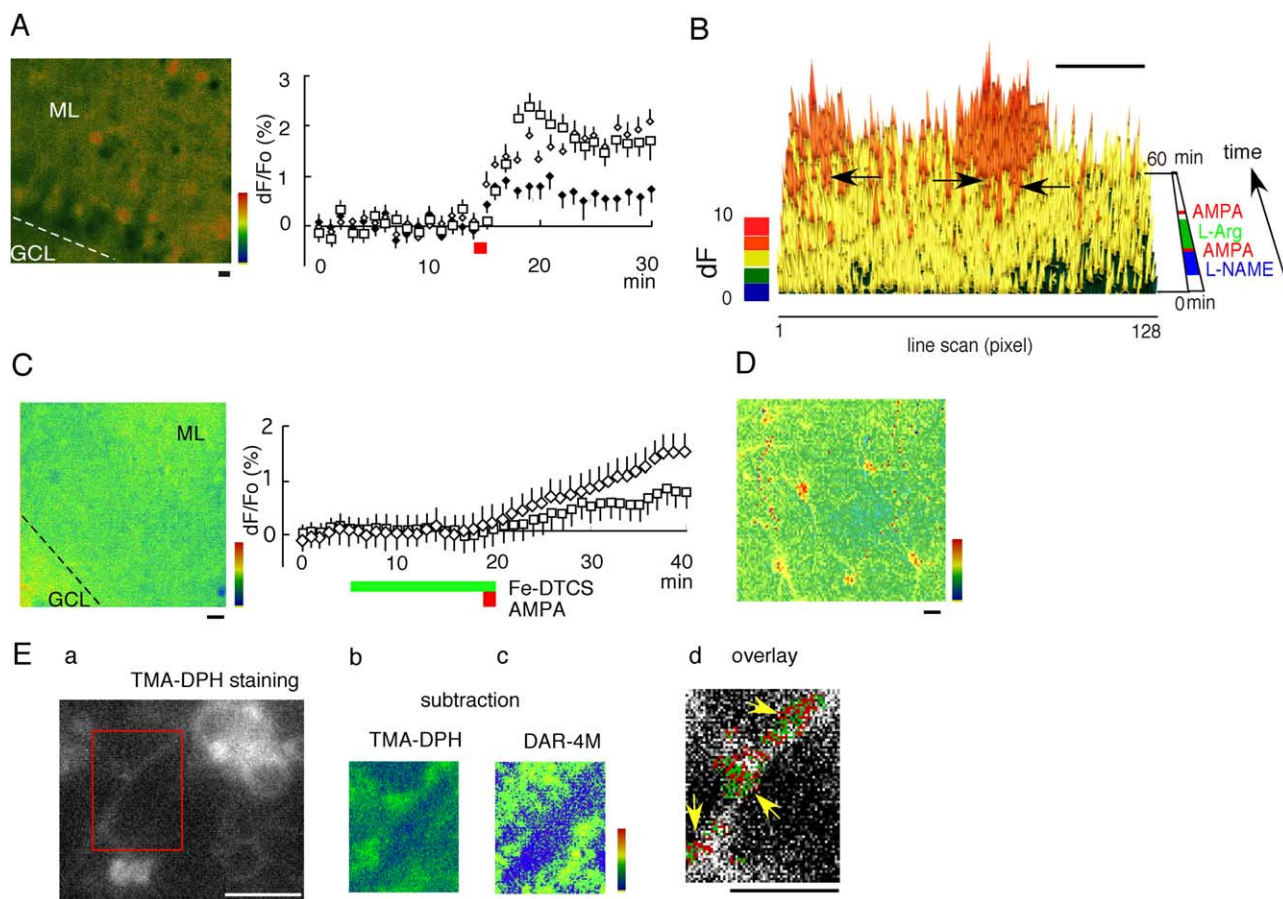 A
ML
GCL
dF/Fo (%)
3
2
1
0
0
10
20
30
min
B
10
dF
0
1
128
line scan (pixel)
60 min
time
AMPA
L-Arg
AMPA
L-NAME
0 min
C
ML
GCL
dF/Fo (%)
2
1
0
0
10
20
30
40
min
Fe-DTCS
AMPA
D
E
a
TMA-DPH staining
b
c
subtraction
TMA-DPH
DAR-4M
d
overlay